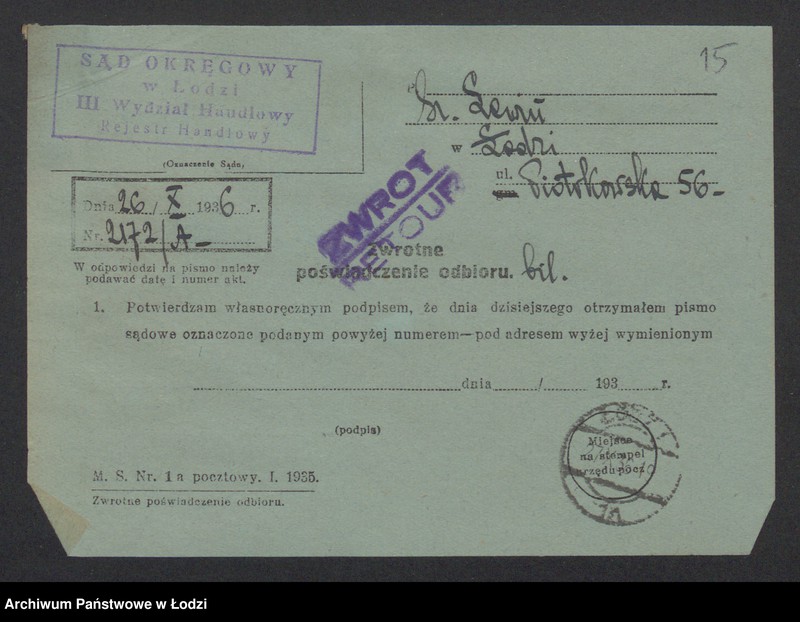 15
SĄD OKRĘGOWY
w Łodzi
III Wydział Handlowy
Rejestr Handlowy
(Oznaczenie Sądu)
w Łodzi
ul. Piotrkowska 56-
ZWROT
RETOUR
Dnia 26/X 1936 r.
Nr. 2172/A-
W odpowiedzi na pismo należy
podawać datę i numer akt.
Zwrotne
poświadczenie odbioru. bil.
1. Potwierdzam własnoręcznym podpisem, że dnia dzisiejszego otrzymałem pismo
sądowe oznaczone podanym powyżej numerem—pod adresem wyżej wymienionym
dnia / 193 r.
(podpis)
Miejsce
na stempel
urzędu pocz.
M. S. Nr. 1 a pocztowy. I. 1935.
Zwrotne poświadczenie odbioru.
Archiwum Państwowe w Łodzi